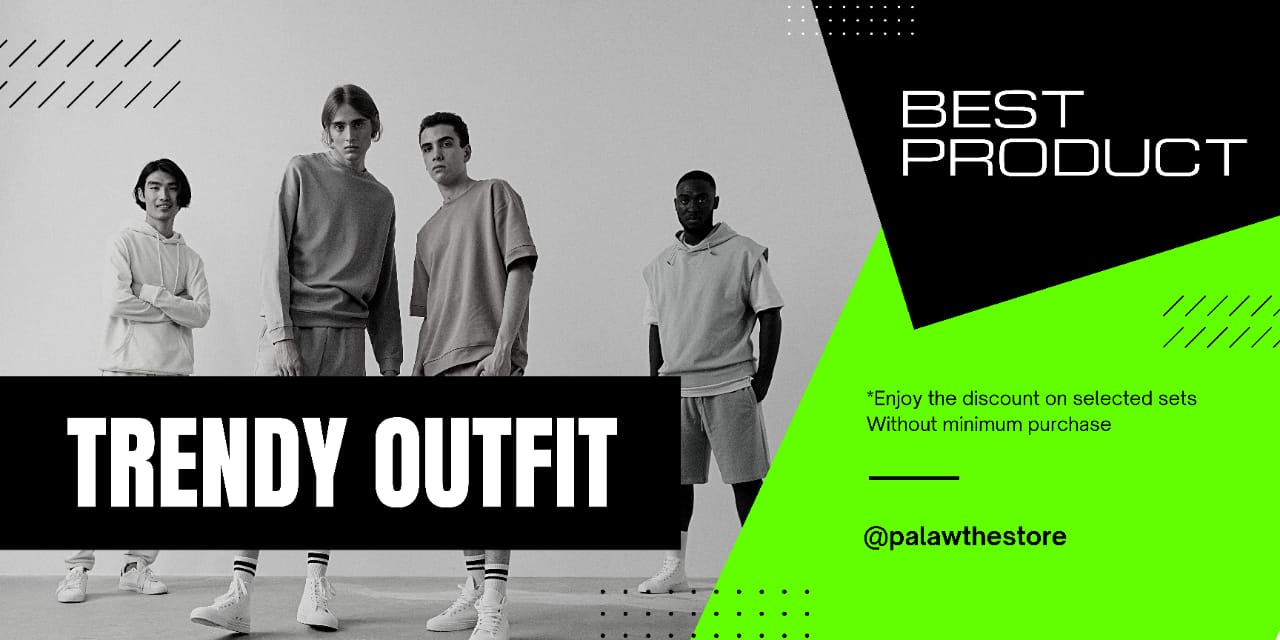 BEST
PRODUCT
TRENDY OUTFIT
*Enjoy the discount on selected sets
Without minimum purchase
@palawthestore